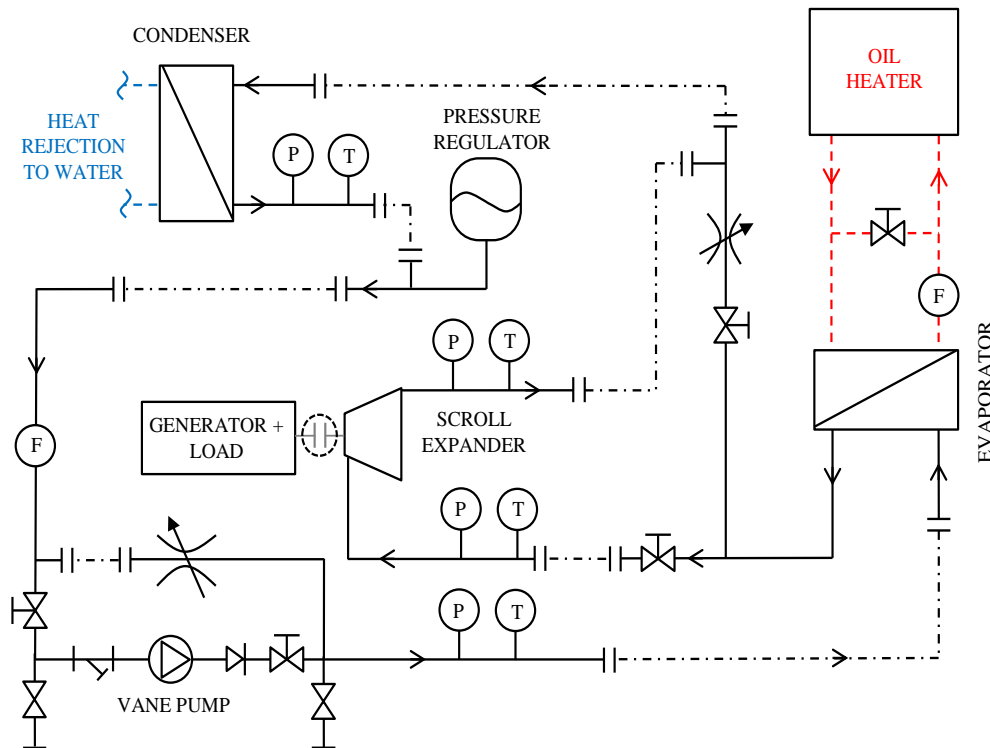 CONDENSER
OIL
HEATER
HEAT
REJECTION
TO WATER
P
T
PRESSURE
REGULATOR
F
P
T
EVAPORATOR
GENERATOR +
LOAD
SCROLL
EXPANDER
F
P
T
P
T
VANE PUMP